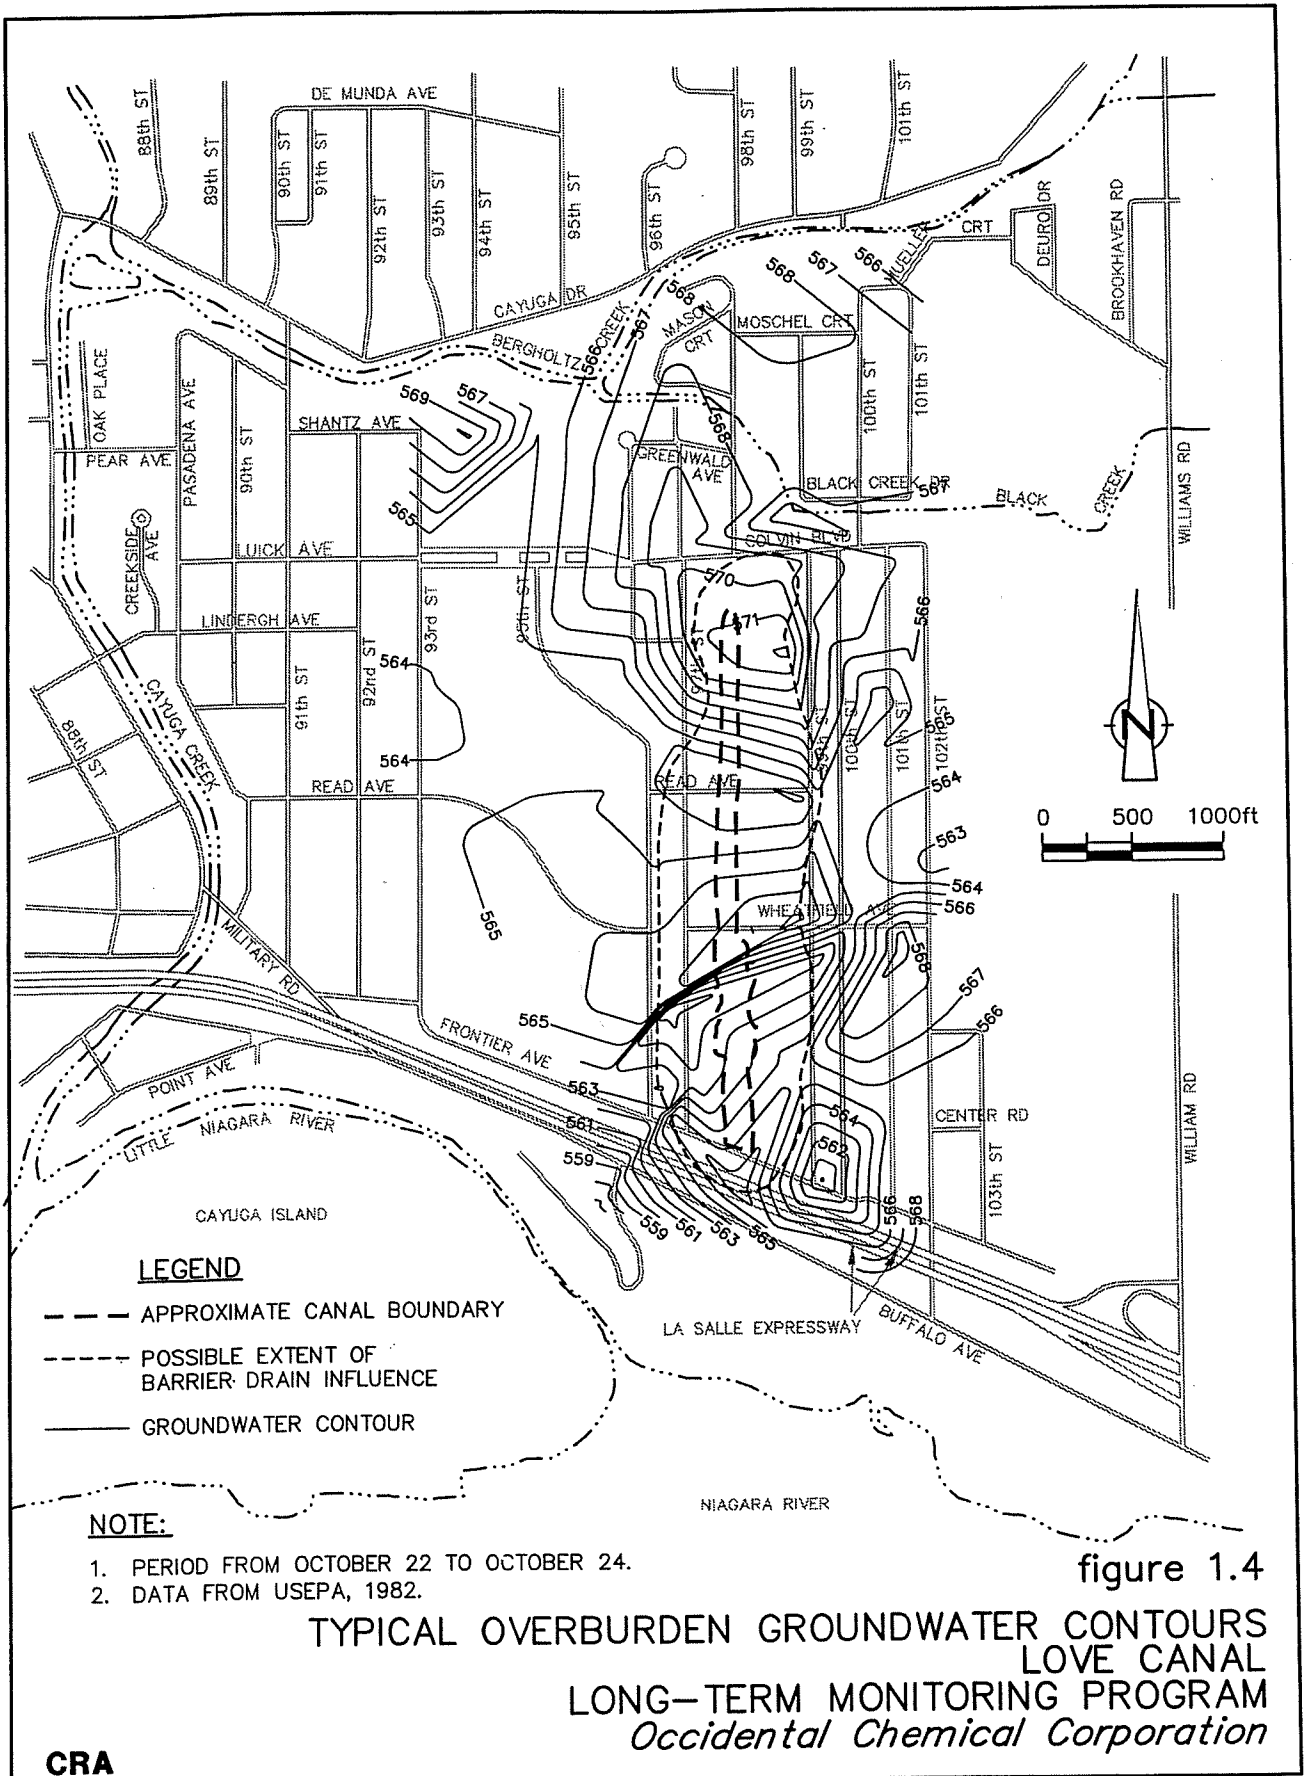 DE MUNDA AVE
88th ST
89th ST
90th ST
91th ST
92th ST
93th ST
94th ST
95th ST
96th ST
98th ST
99th ST
101th ST
MUELLER
CRT
DEURO DR
BROOKHAVEN RD
CAYUGA DR
BERGHOLTZ
CREEK
566
567
568
MASON
CRT
568
567
566
MOSCHEL CRT
100th ST
101th ST
OAK PLACE
PASADENA AVE
90th ST
SHANTZ AVE
569
567
565
PEAR AVE
GREENWALD
AVE
568
BLACK CREEK DR
567
BLACK
CREEK
WILLIAMS RD
COLVIN BLVD
CREEKSIDE
AVE
LUICK AVE
LINDERGH AVE
93rd ST
95th ST
570
571
97th ST
566
91th ST
92nd ST
564
564
88th ST
CAYUGA CREEK
99th ST
100th ST
101th ST
102th ST
565
READ AVE
READ AVE
564
563
564
566
N
0 500 1000ft
565
WHEATFIELD AVE
568
567
566
MILITARY RD
565
FRONTIER AVE
563
561
559
POINT AVE
LITTLE NIAGARA RIVER
564
562
CENTER RD
103th ST
WILLIAM RD
559
561
563
565
566
568
CAYUGA ISLAND
LA SALLE EXPRESSWAY
BUFFALO AVE
LEGEND
APPROXIMATE CANAL BOUNDARY
POSSIBLE EXTENT OF
BARRIER DRAIN INFLUENCE
GROUNDWATER CONTOUR
NIAGARA RIVER
NOTE:
1. PERIOD FROM OCTOBER 22 TO OCTOBER 24.
2. DATA FROM USEPA, 1982.
figure 1.4
TYPICAL OVERBURDEN GROUNDWATER CONTOURS
LOVE CANAL
LONG-TERM MONITORING PROGRAM
Occidental Chemical Corporation
CRA